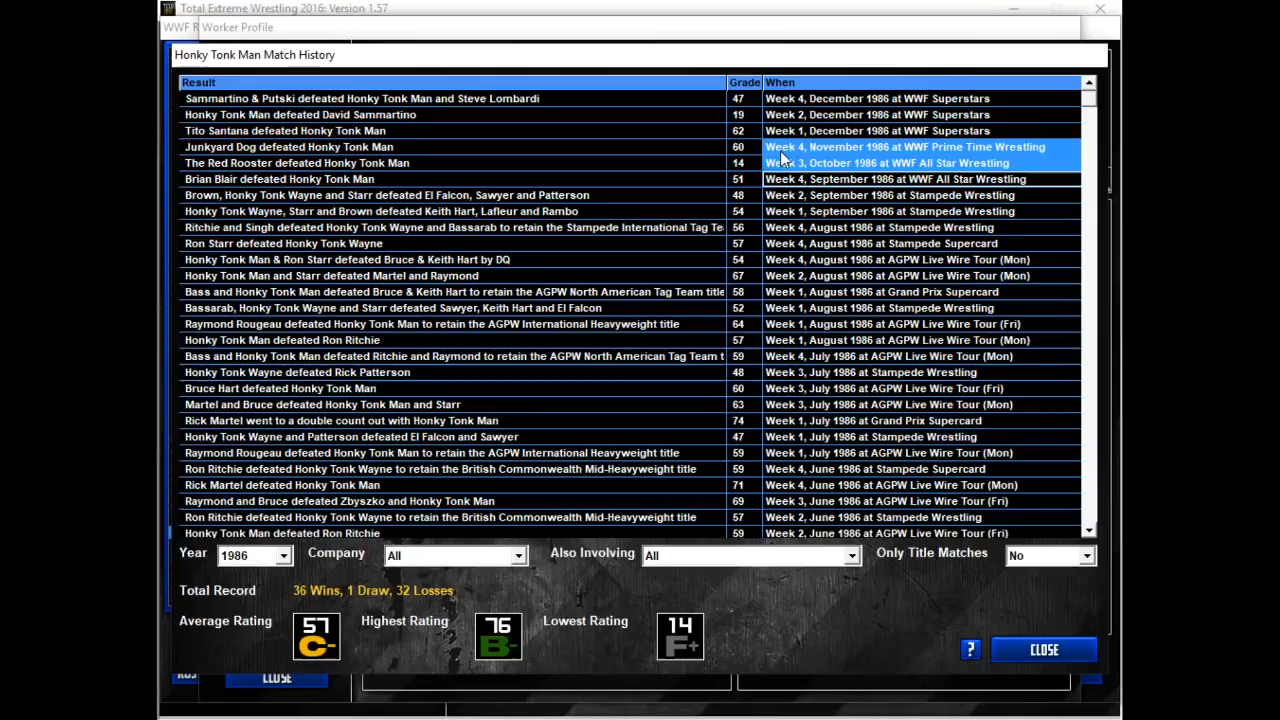 Total Extreme Wrestling 2016: Version 1.57
WWF R Worker Profile
Honky Tonk Man Match History
Result Grade When
Sammartino & Putski defeated Honky Tonk Man and Steve Lombardi 47 Week 4, December 1986 at WWF Superstars
Honky Tonk Man defeated David Sammartino 19 Week 2, December 1986 at WWF Superstars
Tito Santana defeated Honky Tonk Man 62 Week 1, December 1986 at WWF Superstars
Junkyard Dog defeated Honky Tonk Man 60 Week 4, November 1986 at WWF Prime Time Wrestling
The Red Rooster defeated Honky Tonk Man 14 Week 3, October 1986 at WWF All Star Wrestling
Brian Blair defeated Honky Tonk Man 51 Week 4, September 1986 at WWF All Star Wrestling
Brown, Honky Tonk Wayne and Starr defeated El Falcon, Sawyer and Patterson 48 Week 2, September 1986 at Stampede Wrestling
Honky Tonk Wayne, Starr and Brown defeated Keith Hart, Lafleur and Rambo 54 Week 1, September 1986 at Stampede Wrestling
Ritchie and Singh defeated Honky Tonk Wayne and Bassarab to retain the Stampede International Tag Te 56 Week 4, August 1986 at Stampede Wrestling
Ron Starr defeated Honky Tonk Wayne 57 Week 4, August 1986 at Stampede Supercard
Honky Tonk Man & Ron Starr defeated Bruce & Keith Hart by DQ 54 Week 4, August 1986 at AGPW Live Wire Tour (Mon)
Honky Tonk Man and Starr defeated Martel and Raymond 67 Week 2, August 1986 at AGPW Live Wire Tour (Mon)
Bass and Honky Tonk Man defeated Bruce & Keith Hart to retain the AGPW North American Tag Team title 58 Week 1, August 1986 at Grand Prix Supercard
Bassarab, Honky Tonk Wayne and Starr defeated Sawyer, Keith Hart and El Falcon 52 Week 1, August 1986 at Stampede Wrestling
Raymond Rougeau defeated Honky Tonk Man to retain the AGPW International Heavyweight title 64 Week 1, August 1986 at AGPW Live Wire Tour (Fri)
Honky Tonk Man defeated Ron Ritchie 57 Week 1, August 1986 at AGPW Live Wire Tour (Mon)
Bass and Honky Tonk Man defeated Ritchie and Raymond to retain the AGPW North American Tag Team t 59 Week 4, July 1986 at AGPW Live Wire Tour (Mon)
Honky Tonk Wayne defeated Rick Patterson 48 Week 3, July 1986 at Stampede Wrestling
Bruce Hart defeated Honky Tonk Man 60 Week 3, July 1986 at AGPW Live Wire Tour (Fri)
Martel and Bruce defeated Honky Tonk Man and Starr 63 Week 3, July 1986 at AGPW Live Wire Tour (Mon)
Rick Martel went to a double count out with Honky Tonk Man 74 Week 1, July 1986 at Grand Prix Supercard
Honky Tonk Wayne and Patterson defeated El Falcon and Sawyer 47 Week 1, July 1986 at Stampede Wrestling
Raymond Rougeau defeated Honky Tonk Man to retain the AGPW International Heavyweight title 59 Week 1, July 1986 at AGPW Live Wire Tour (Mon)
Ron Ritchie defeated Honky Tonk Wayne to retain the British Commonwealth Mid-Heavyweight title 59 Week 4, June 1986 at Stampede Supercard
Rick Martel defeated Honky Tonk Man 71 Week 4, June 1986 at AGPW Live Wire Tour (Mon)
Raymond and Bruce defeated Zbyszko and Honky Tonk Man 69 Week 3, June 1986 at AGPW Live Wire Tour (Fri)
Ron Ritchie defeated Honky Tonk Wayne to retain the British Commonwealth Mid-Heavyweight title 57 Week 2, June 1986 at Stampede Wrestling
Honky Tonk Man defeated Ron Ritchie 59 Week 2, June 1986 at AGPW Live Wire Tour (Fri)
Year 1986 Company All Also Involving All Only Title Matches No
Total Record 36 Wins, 1 Draw, 32 Losses
Average Rating 57 C- Highest Rating 76 B- Lowest Rating 14 F+
? CLOSE
CLOSE